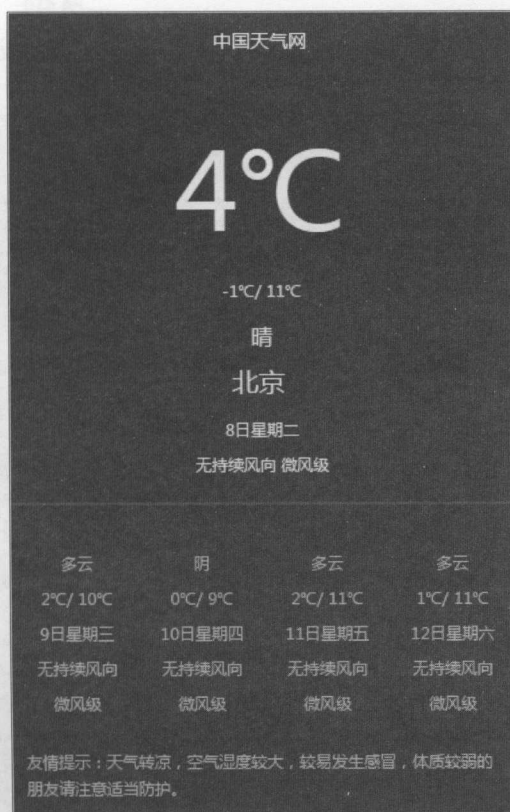 中国天气网
4℃
-1℃/ 11℃
晴
北京
8日星期二
无持续风向 微风级
多云 阴 多云 多云
2℃/ 10℃ 0℃/ 9℃ 2℃/ 11℃ 1℃/ 11℃
9日星期三 10日星期四 11日星期五 12日星期六
无持续风向 无持续风向 无持续风向 无持续风向
微风级 微风级 微风级 微风级
友情提示：天气转凉，空气湿度较大，较易发生感冒，体质较弱的
朋友请注意适当防护。